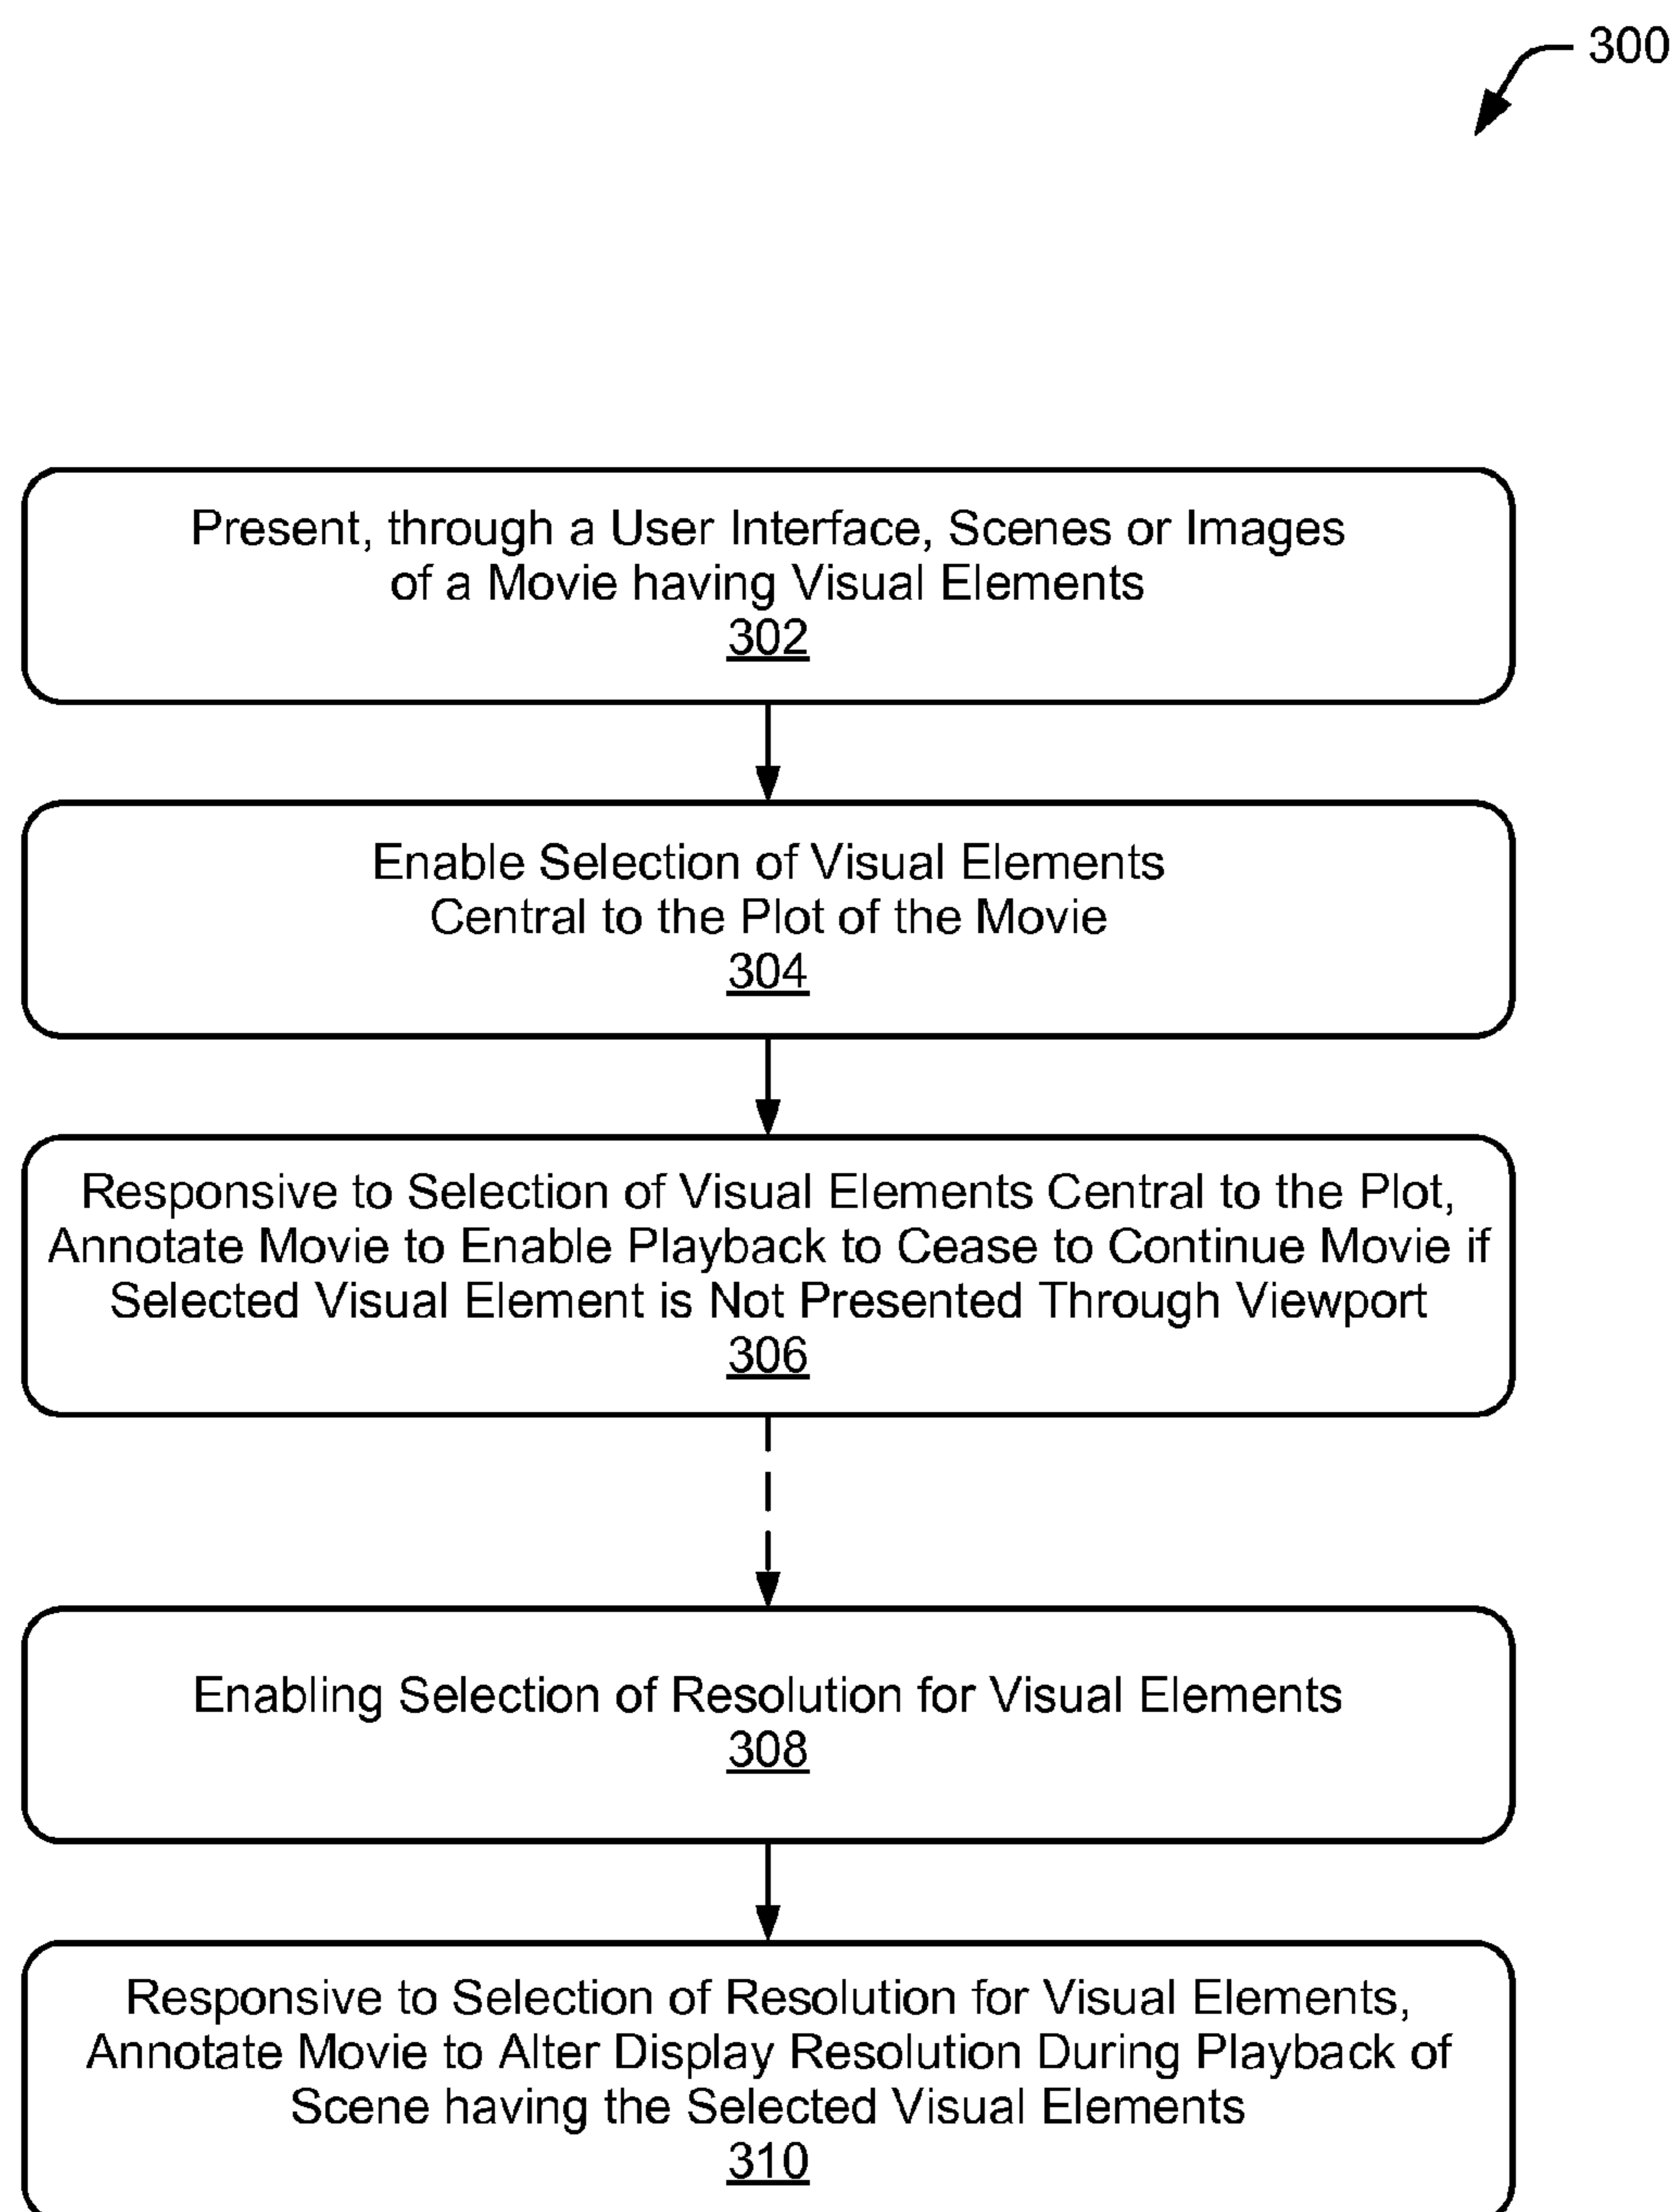 300
Present, through a User Interface, Scenes or Images
of a Movie having Visual Elements
302
Enable Selection of Visual Elements
Central to the Plot of the Movie
304
Responsive to Selection of Visual Elements Central to the Plot,
Annotate Movie to Enable Playback to Cease to Continue Movie if
Selected Visual Element is Not Presented Through Viewport
306
Enabling Selection of Resolution for Visual Elements
308
Responsive to Selection of Resolution for Visual Elements,
Annotate Movie to Alter Display Resolution During Playback of
Scene having the Selected Visual Elements
310